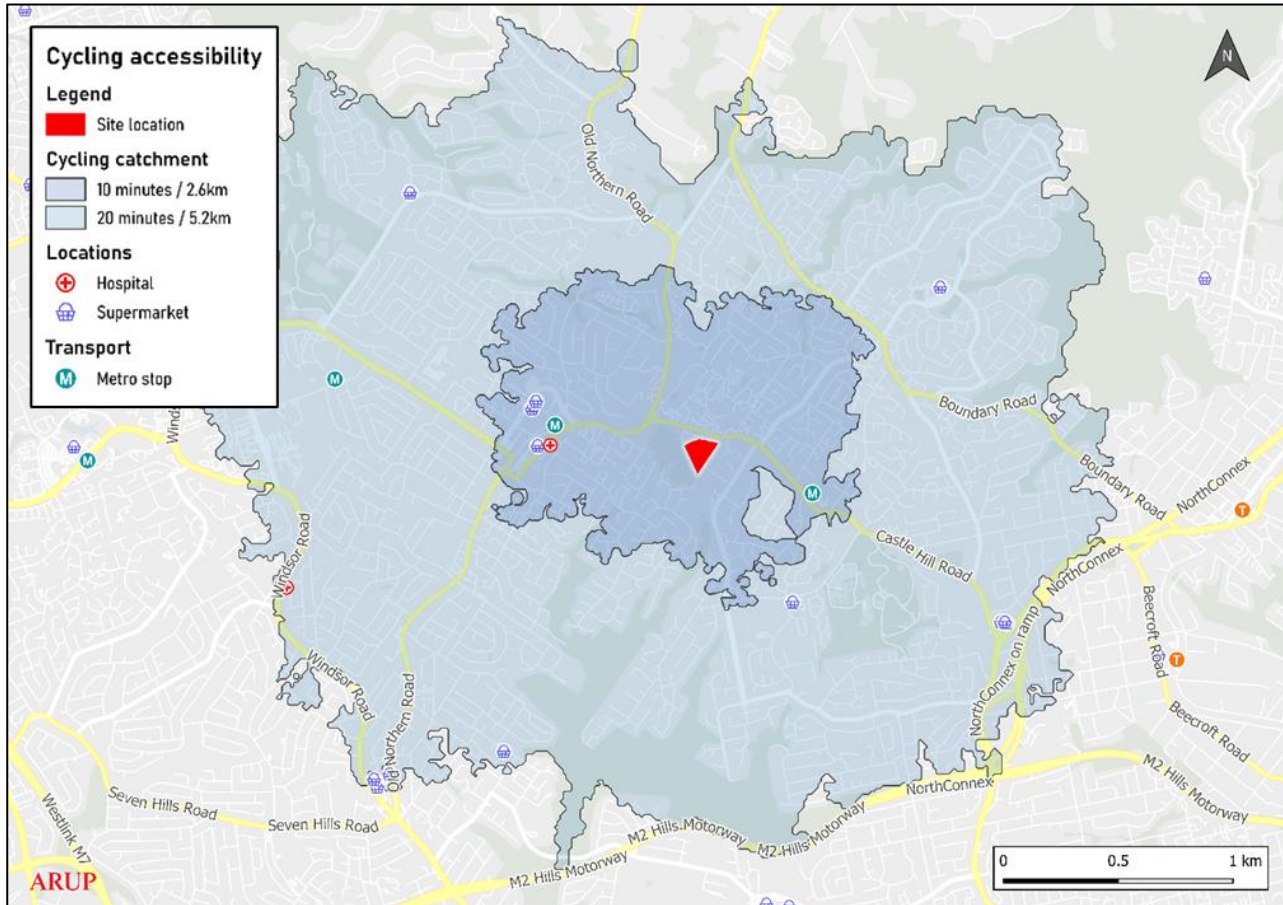 Cycling accessibility
Legend
Site location
Cycling catchment
10 minutes / 2.6km
20 minutes / 5.2km
Locations
Hospital
Supermarket
Transport
M Metro stop
N
Old Northern Road
M
M
Boundary Road
M
Windsor Road
M
Boundary Road
NorthConnex
T
Castle Hill Road
NorthConnex
Windsor Road
NorthConnex on ramp
Beecroft Road
T
Windsor Road
Old Northern Road
Beecroft Road
M2 Hills Motorway
NorthConnex
Seven Hills Road
Seven Hills Road
M2 Hills Motorway
M2 Hills Motorway
M2 Hills Motorway
Westlink M7
ARUP
0 0.5 1 km